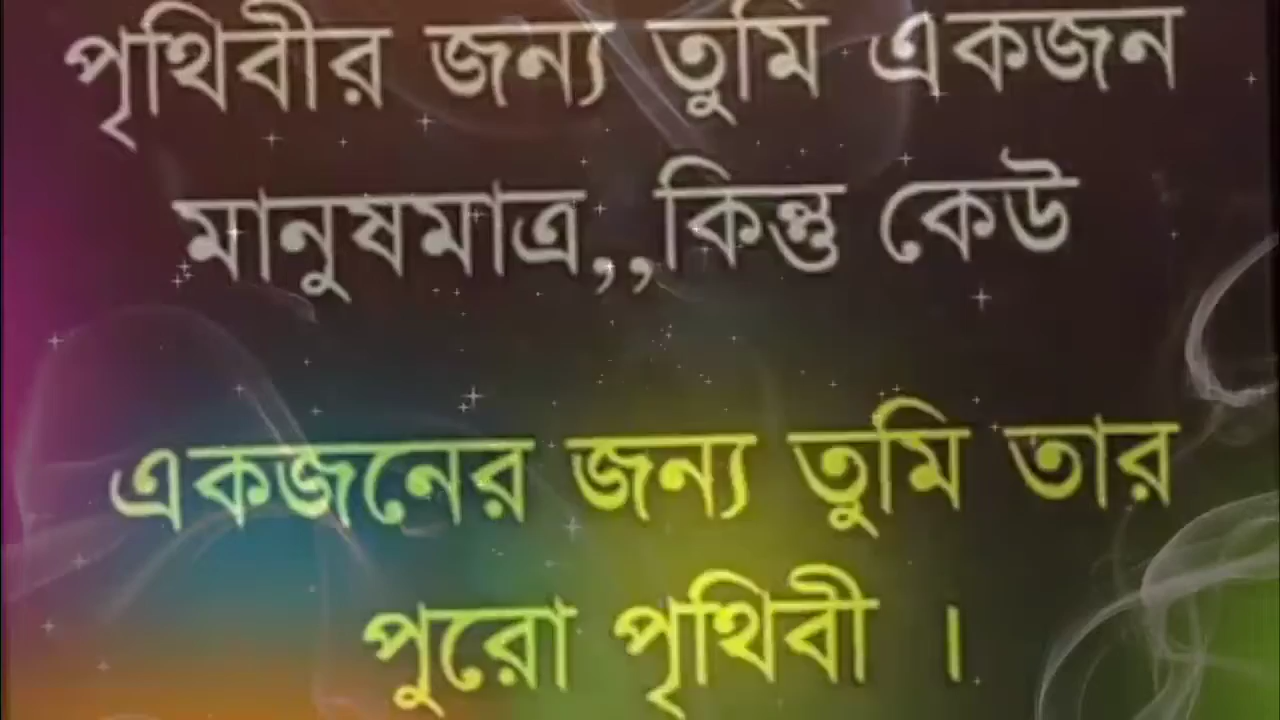 পৃথিবীর জন্য তুমি একজন
মানুষমাত্র,,কিন্তু কেউ
একজনের জন্য তুমি তার
পুরো পৃথিবী ।